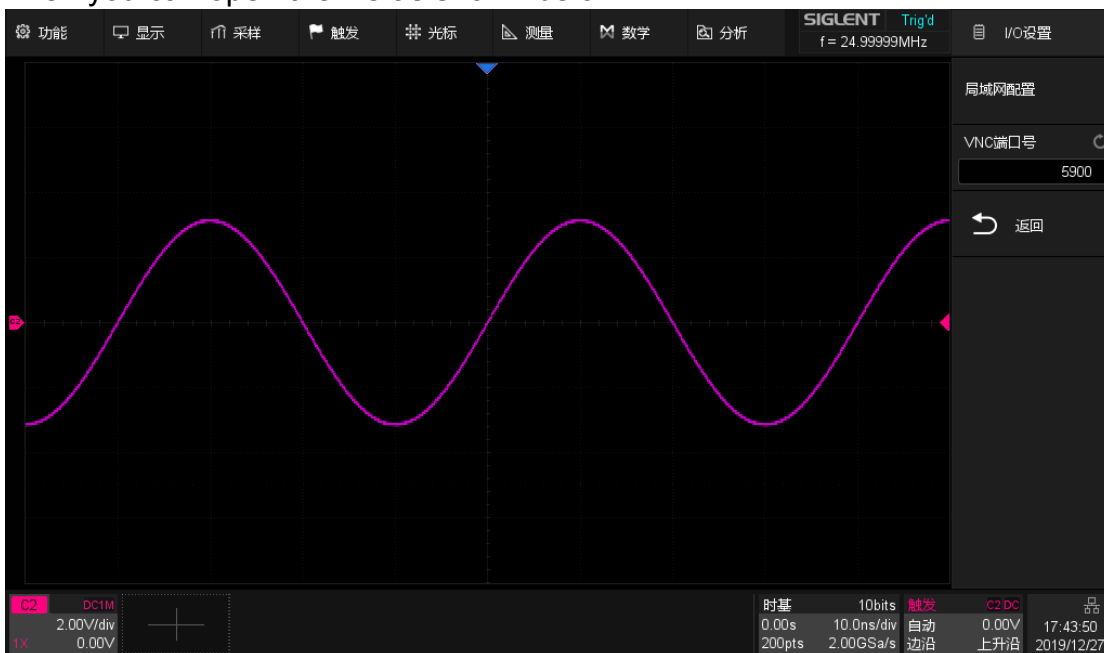 功能 显示 采样 触发 光标 测量 数学 分析 SIGLENT Trig'd
f = 24.99999MHz
I/O设置
局域网配置
VNC端口号
5900
返回
C2
C2 DC1M
2.00V/div
1X 0.00V
时基 10bits
0.00s 10.0ns/div
200pts 2.00GSa/s
触发 C2 DC
自动 0.00V
边沿 上升沿
17:43:50
2019/12/27